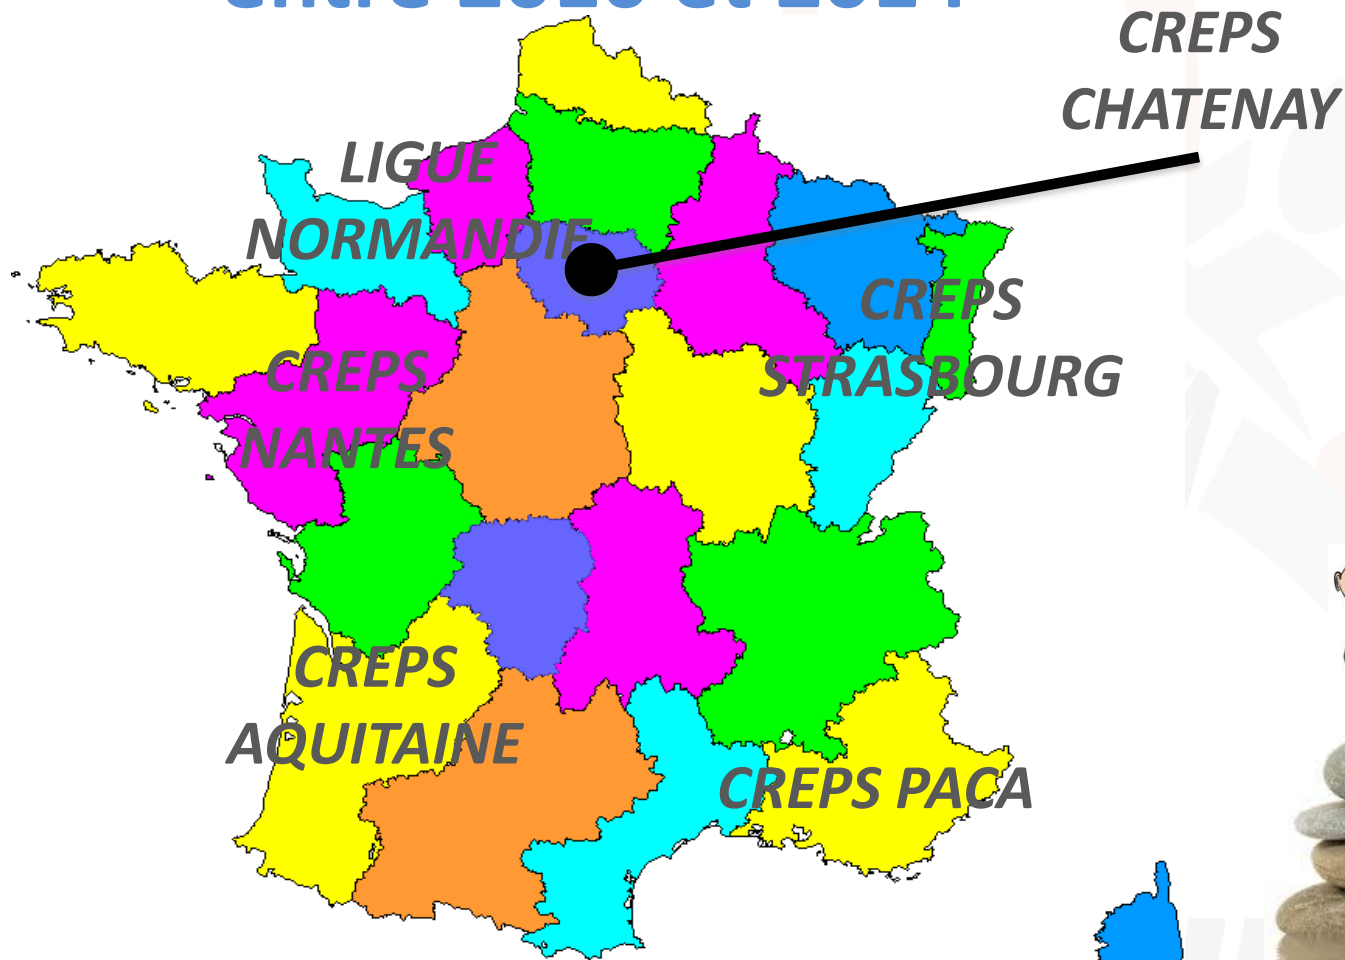 CREPS
CHATENAY
LIGUE
NORMANDIE
CREPS
STRASBOURG
CREPS
NANTES
CREPS
AQUITAINE
CREPS PACA